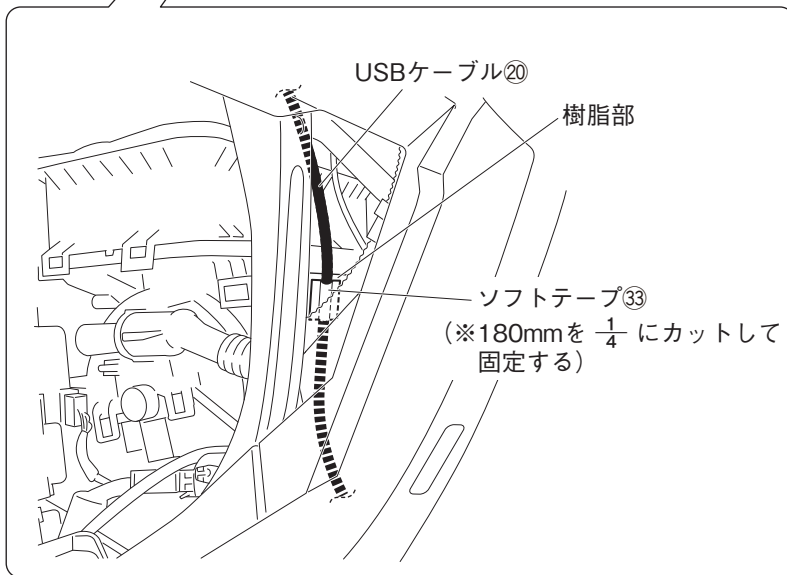 USBケーブル⑳
樹脂部
ソフトテープ㉝
（※180mmを 1/4 にカットして
固定する）